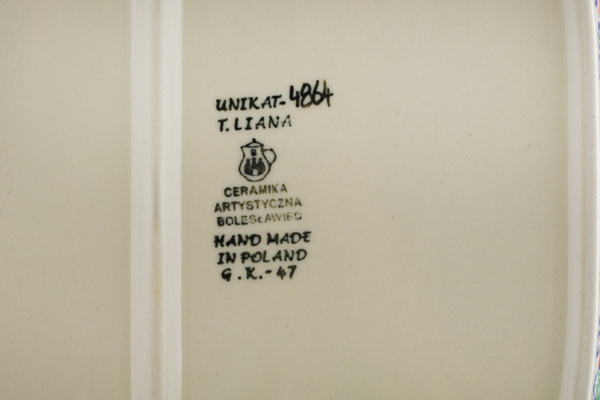 UNIKAT-4864
T. LIANA
B
CERAMIKA
ARTYSTYCZNA
BOLESŁAWIEC
HAND MADE
IN POLAND
G.K.-47